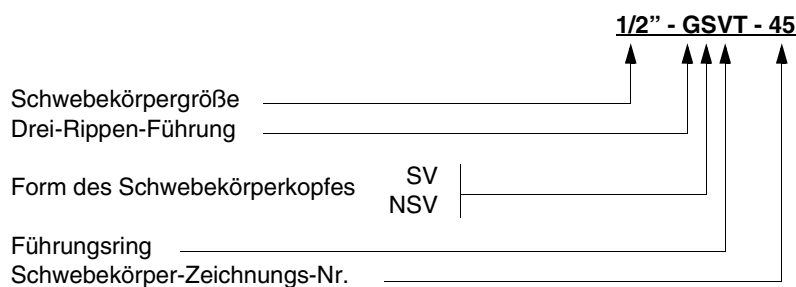 1/2” - GSVT - 45
Schwebekörpergröße
Drei-Rippen-Führung
Form des Schwebekörperkopfes SV
NSV
Führungsring
Schwebekörper-Zeichnungs-Nr.